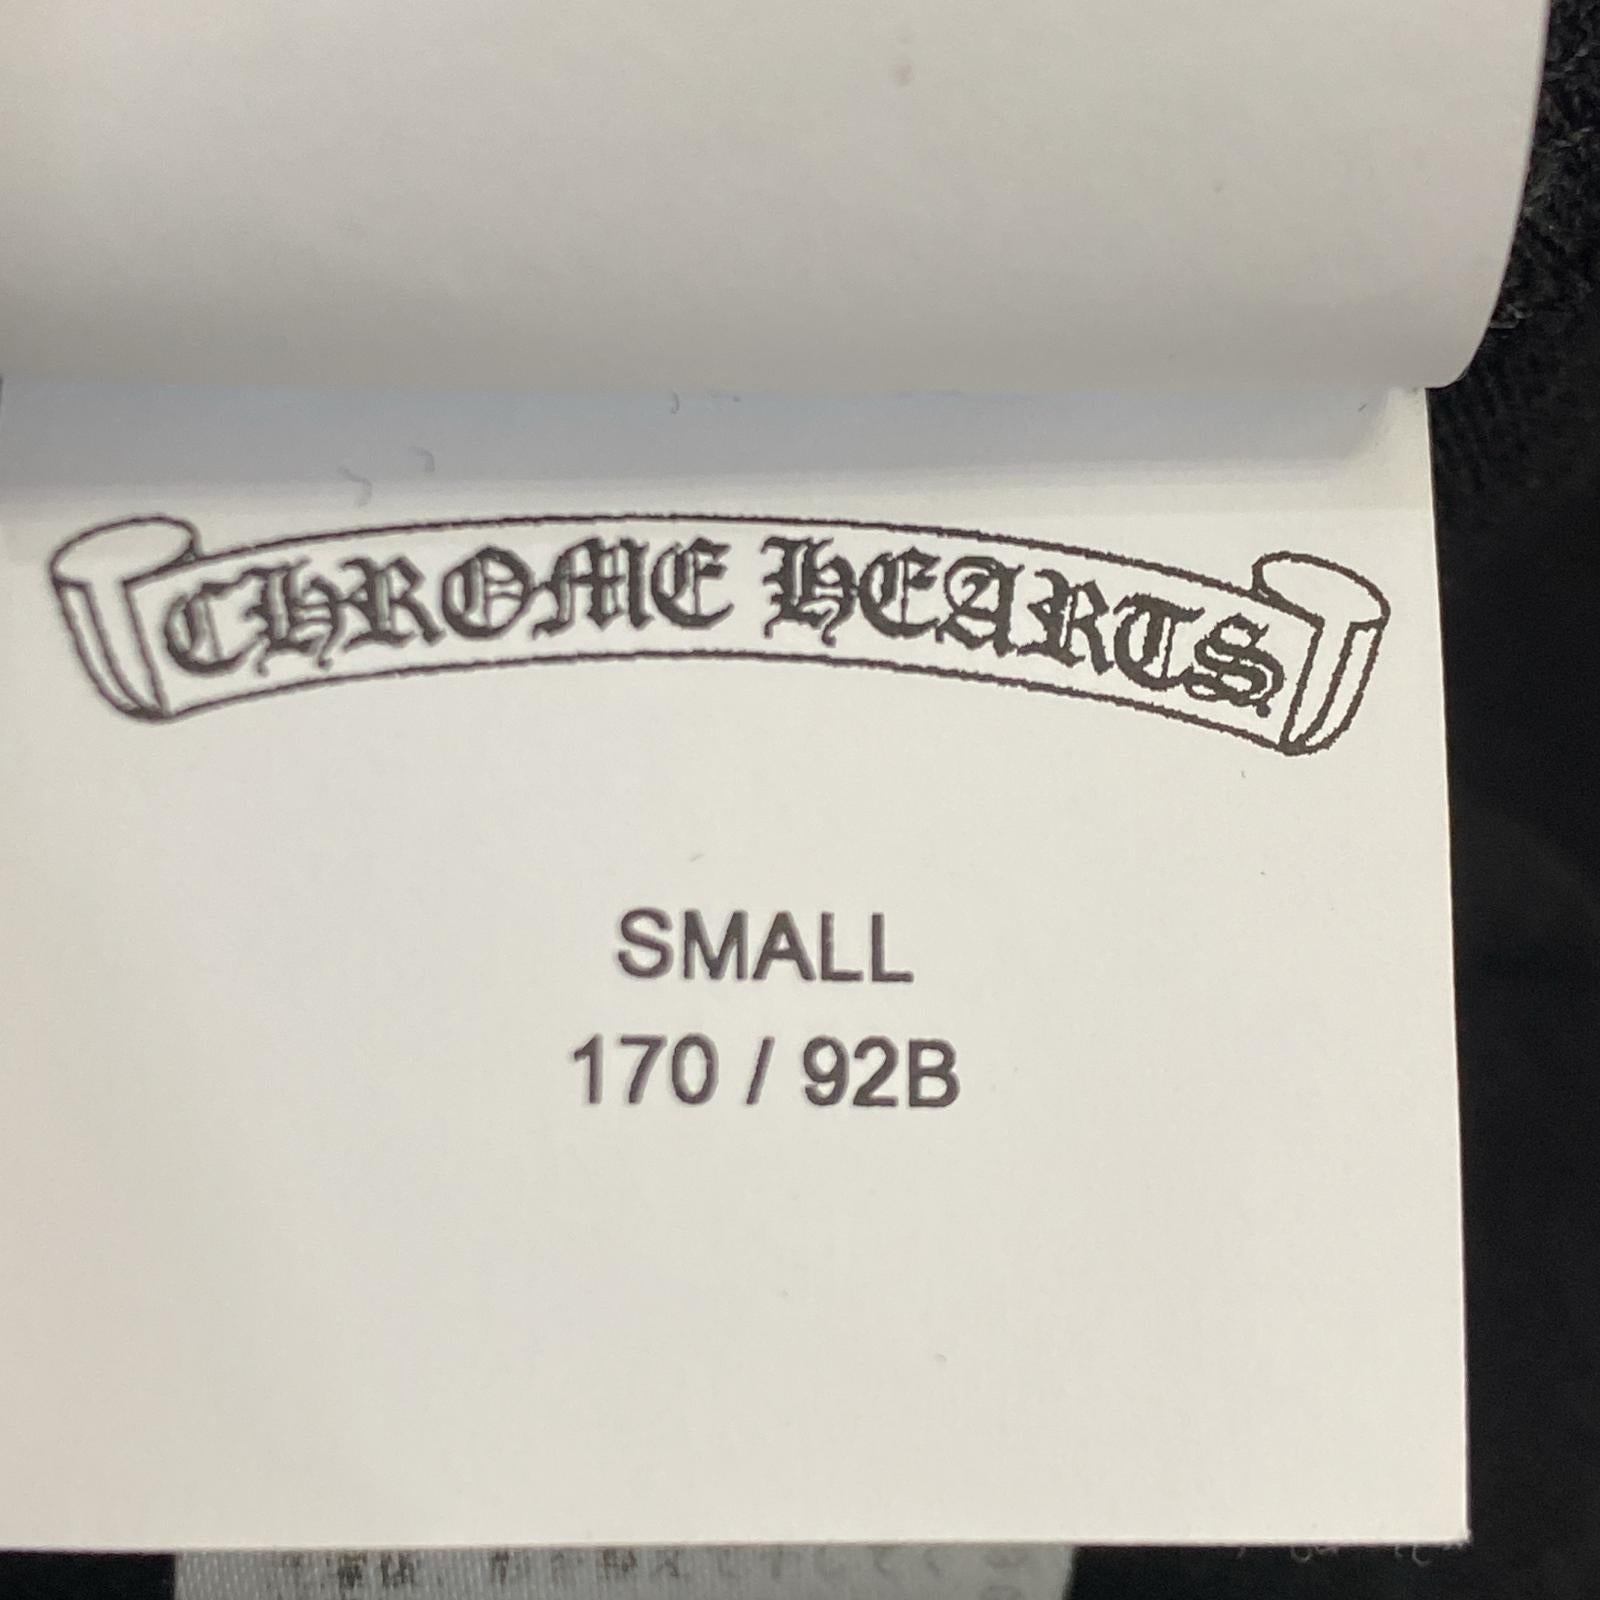 CHROME HEARTS
SMALL
170 / 92B